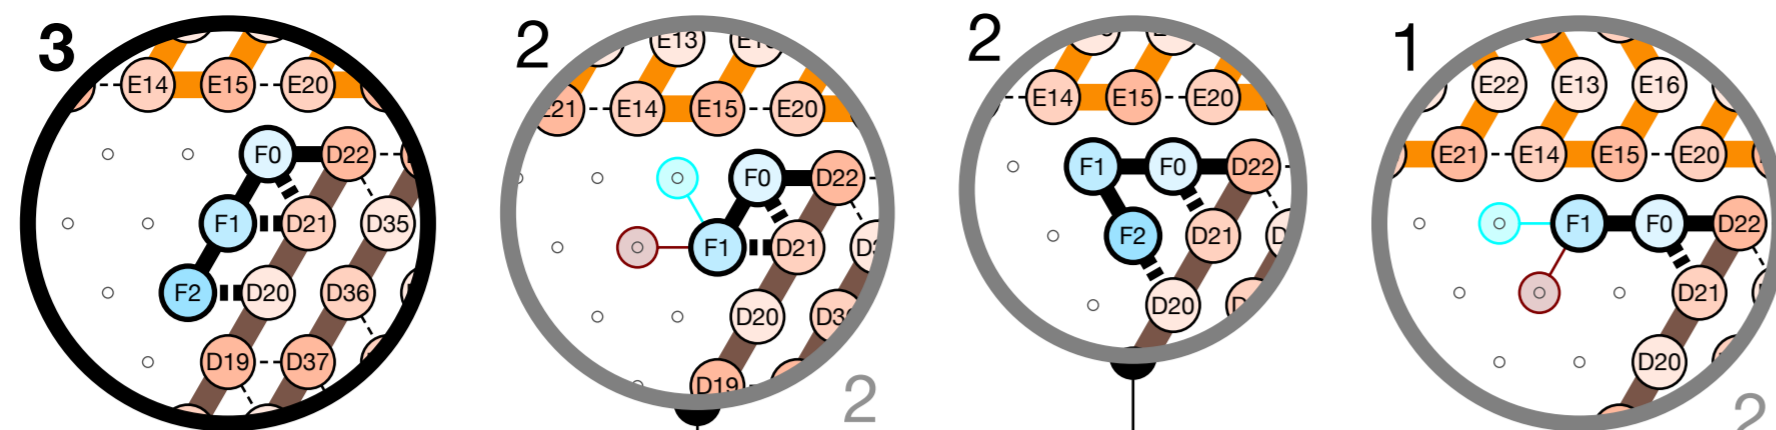 3
E14 E15 E20
F0 D22
F1 D21 D35
F2 D20 D36
D19 D37
2
E13
E14 E15 E20
F0 D22
F1 D21
D20
D19
2
2
E14 E15 E20
F1 F0 D22
F2 D21
D20
1
E22 E13 E16
E21 E14 E15 E20
F1 F0 D22
D21
D20